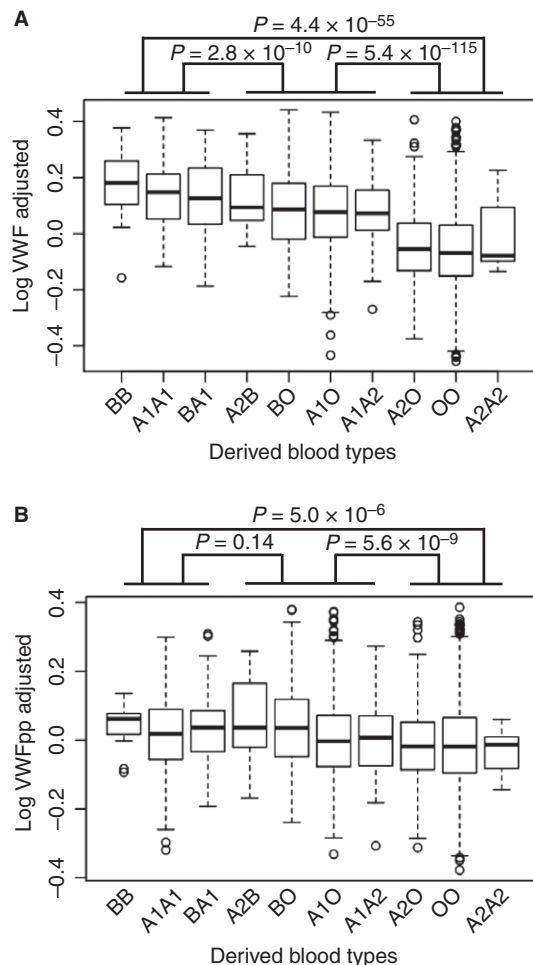 A
P = 4.4 × 10–55
P = 2.8 × 10–10 P = 5.4 × 10–115
Log VWF adjusted
0.4
0.2
0.0
–0.2
–0.4
BB A1A1 BA1 A2B BO A1O A1A2 A2O OO A2A2
Derived blood types
B
P = 5.0 × 10–6
P = 0.14 P = 5.6 × 10–9
Log VWFpp adjusted
0.4
0.2
0.0
–0.2
–0.4
BB A1A1 BA1 A2B BO A1O A1A2 A2O OO A2A2
Derived blood types